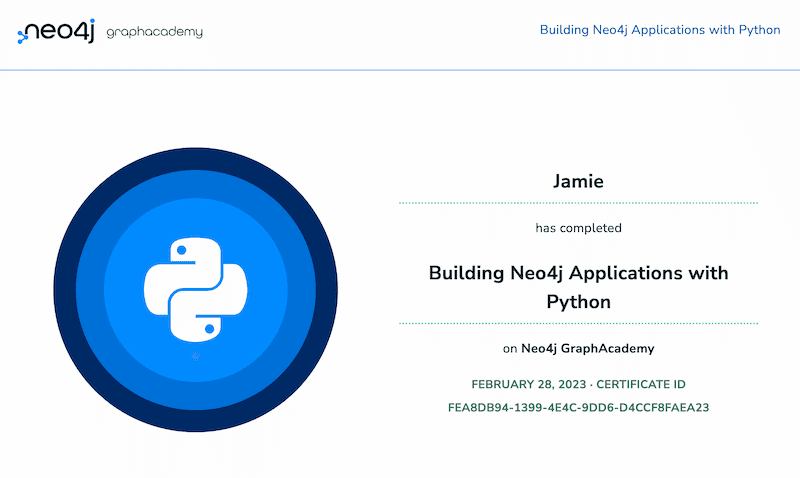 neo4j graphacademy
Building Neo4j Applications with Python
Jamie
has completed
Building Neo4j Applications with
Python
on Neo4j GraphAcademy
FEBRUARY 28, 2023 · CERTIFICATE ID
FEA8DB94-1399-4E4C-9DD6-D4CCF8FAEA23